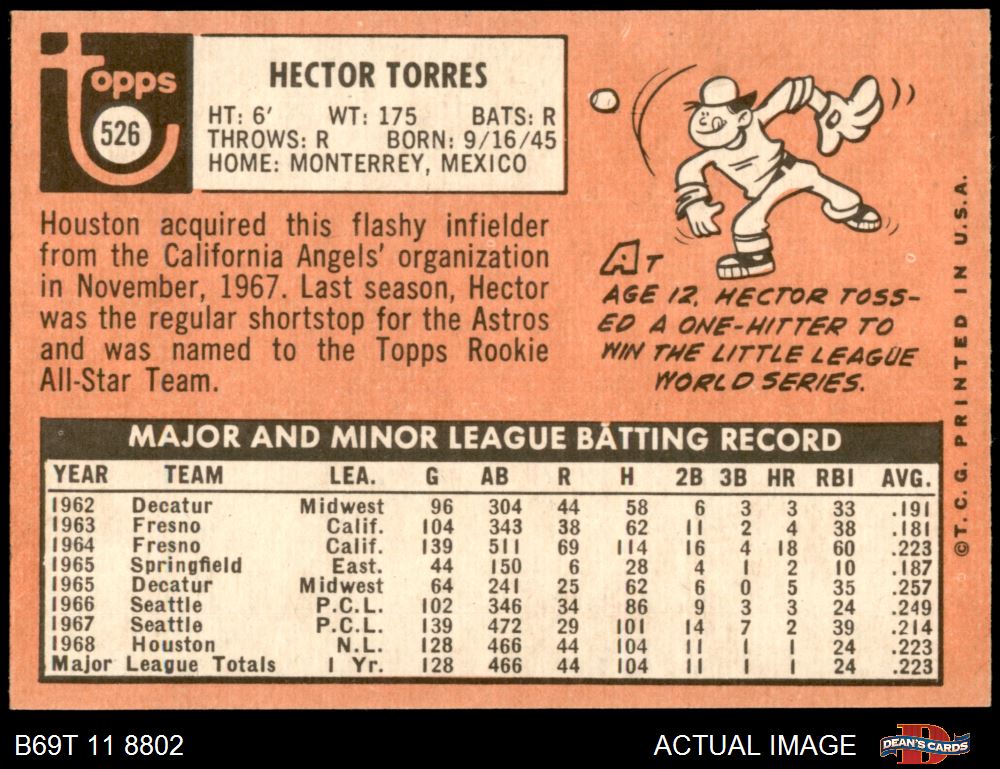 Topps
526
HECTOR TORRES
HT: 6' WT: 175 BATS: R
THROWS: R BORN: 9/16/45
HOME: MONTERREY, MEXICO
Houston acquired this flashy infielder
from the California Angels' organization
in November, 1967. Last season, Hector
was the regular shortstop for the Astros
and was named to the Topps Rookie
All-Star Team.
AT
AGE 12, HECTOR TOSS-
ED A ONE-HITTER TO
WIN THE LITTLE LEAGUE
WORLD SERIES.
MAJOR AND MINOR LEAGUE BATTING RECORD
YEAR TEAM LEA. G AB R H 2B 3B HR RBI AVG.
1962 Decatur Midwest 96 304 44 58 6 3 3 33 .191
1963 Fresno Calif. 104 343 38 62 11 2 4 38 .181
1964 Fresno Calif. 139 511 69 114 16 4 18 60 .223
1965 Springfield East. 44 150 6 28 4 1 2 10 .187
1965 Decatur Midwest 64 241 25 62 6 0 5 35 .257
1966 Seattle P.C.L. 102 346 34 86 9 3 3 24 .249
1967 Seattle P.C.L. 139 472 29 101 14 7 2 39 .214
1968 Houston N.L. 128 466 44 104 11 1 1 24 .223
Major League Totals 1 Yr. 128 466 44 104 11 1 1 24 .223
©T.C.G. PRINTED IN U.S.A.
B69T 11 8802
ACTUAL IMAGE
DEAN'S CARDS